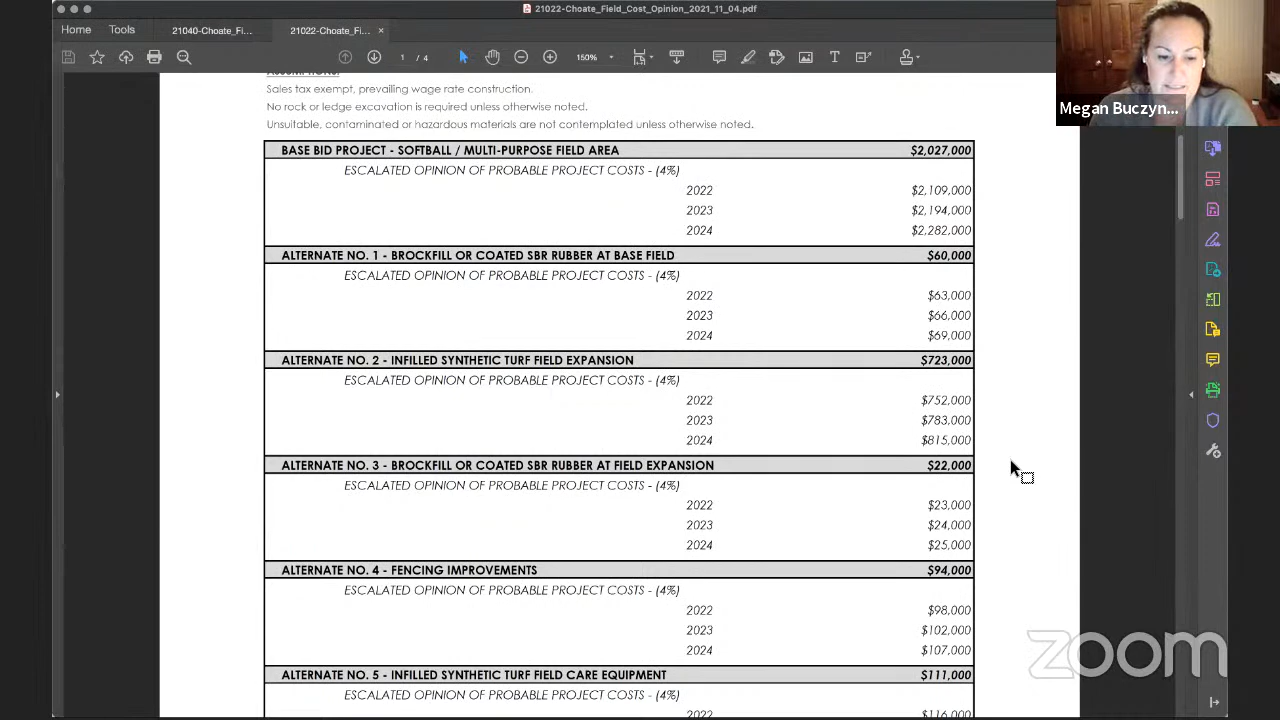 21022-Choate_Field_Cost_Opinion_2021_11_04.pdf
Home Tools 21040-Choate_Fi... 21022-Choate_Fi... ×
1 / 4 150%
Megan Buczyn...
ASSUMPTIONS:
Sales tax exempt, prevailing wage rate construction.
No rock or ledge excavation is required unless otherwise noted.
Unsuitable, contaminated or hazardous materials are not contemplated unless otherwise noted.
BASE BID PROJECT - SOFTBALL / MULTI-PURPOSE FIELD AREA $2,027,000
ESCALATED OPINION OF PROBABLE PROJECT COSTS - (4%)
2022 $2,109,000
2023 $2,194,000
2024 $2,282,000
ALTERNATE NO. 1 - BROCKFILL OR COATED SBR RUBBER AT BASE FIELD $60,000
ESCALATED OPINION OF PROBABLE PROJECT COSTS - (4%)
2022 $63,000
2023 $66,000
2024 $69,000
ALTERNATE NO. 2 - INFILLED SYNTHETIC TURF FIELD EXPANSION $723,000
ESCALATED OPINION OF PROBABLE PROJECT COSTS - (4%)
2022 $752,000
2023 $783,000
2024 $815,000
ALTERNATE NO. 3 - BROCKFILL OR COATED SBR RUBBER AT FIELD EXPANSION $22,000
ESCALATED OPINION OF PROBABLE PROJECT COSTS - (4%)
2022 $23,000
2023 $24,000
2024 $25,000
ALTERNATE NO. 4 - FENCING IMPROVEMENTS $94,000
ESCALATED OPINION OF PROBABLE PROJECT COSTS - (4%)
2022 $98,000
2023 $102,000
2024 $107,000
ALTERNATE NO. 5 - INFILLED SYNTHETIC TURF FIELD CARE EQUIPMENT $111,000
ESCALATED OPINION OF PROBABLE PROJECT COSTS - (4%)
2022 $116,000
zoom